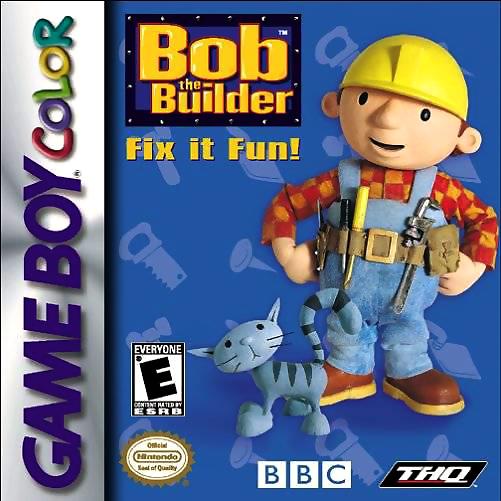 GAME BOY COLOR
Bob
the
Builder
TM
Fix it Fun!
EVERYONE
E
CONTENT RATED BY
ESRB
Official
Nintendo
Seal of Quality
BBC
THQ